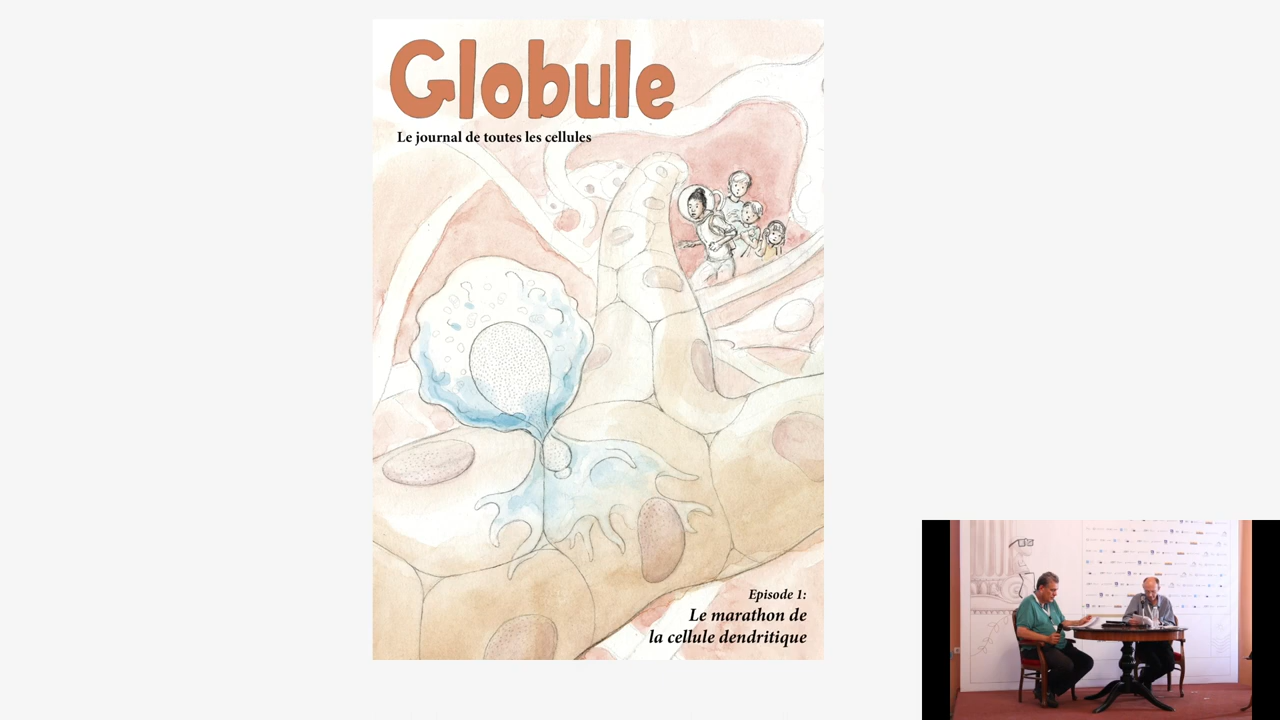 Globule
Le journal de toutes les cellules
Episode 1:
Le marathon de
la cellule dendritique